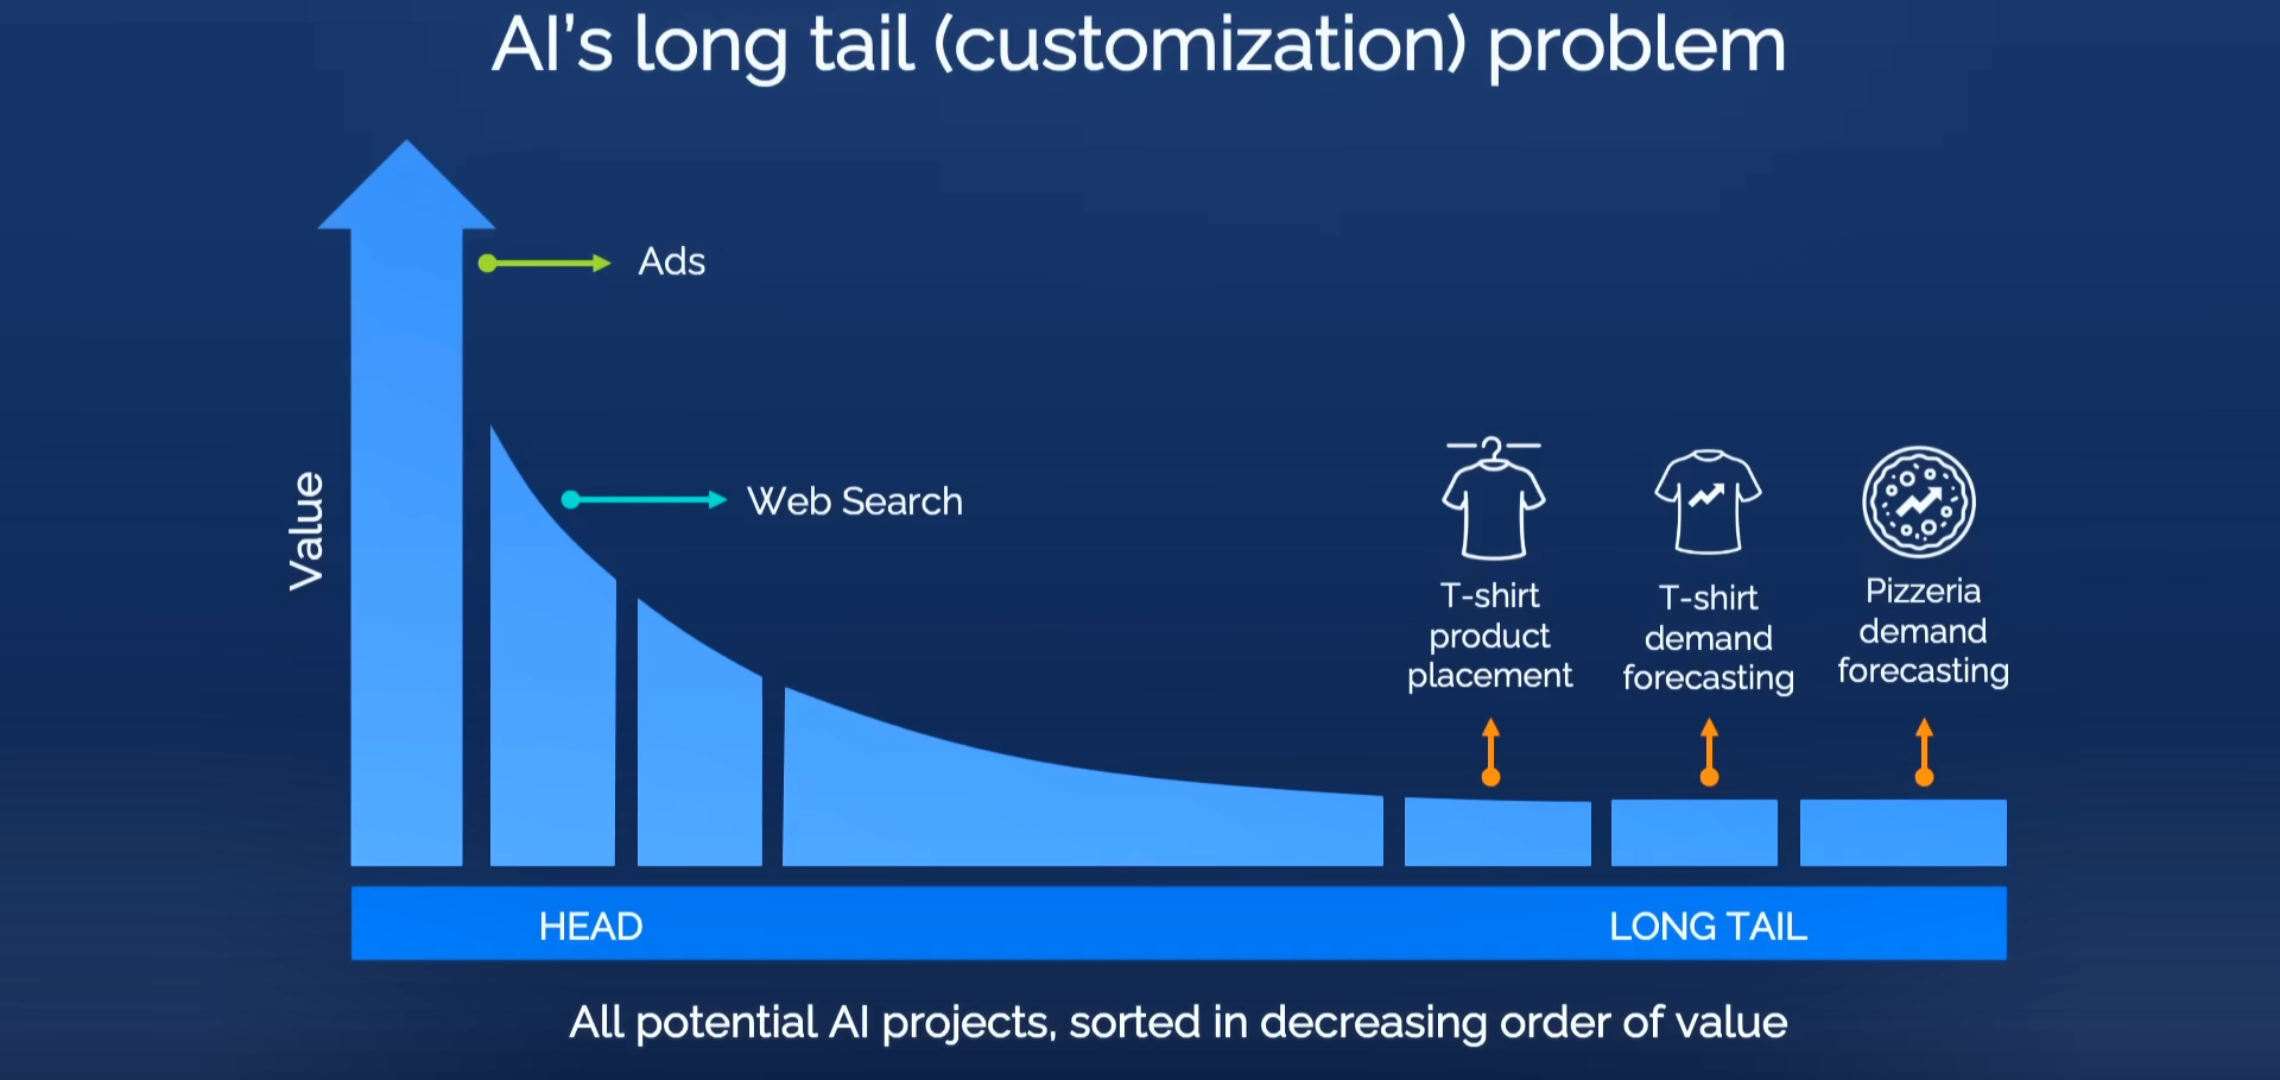 AI's long tail (customization) problem
Ads
Value
Web Search
T-shirt
product
placement
T-shirt
demand
forecasting
Pizzeria
demand
forecasting
HEAD
LONG TAIL
All potential AI projects, sorted in decreasing order of value